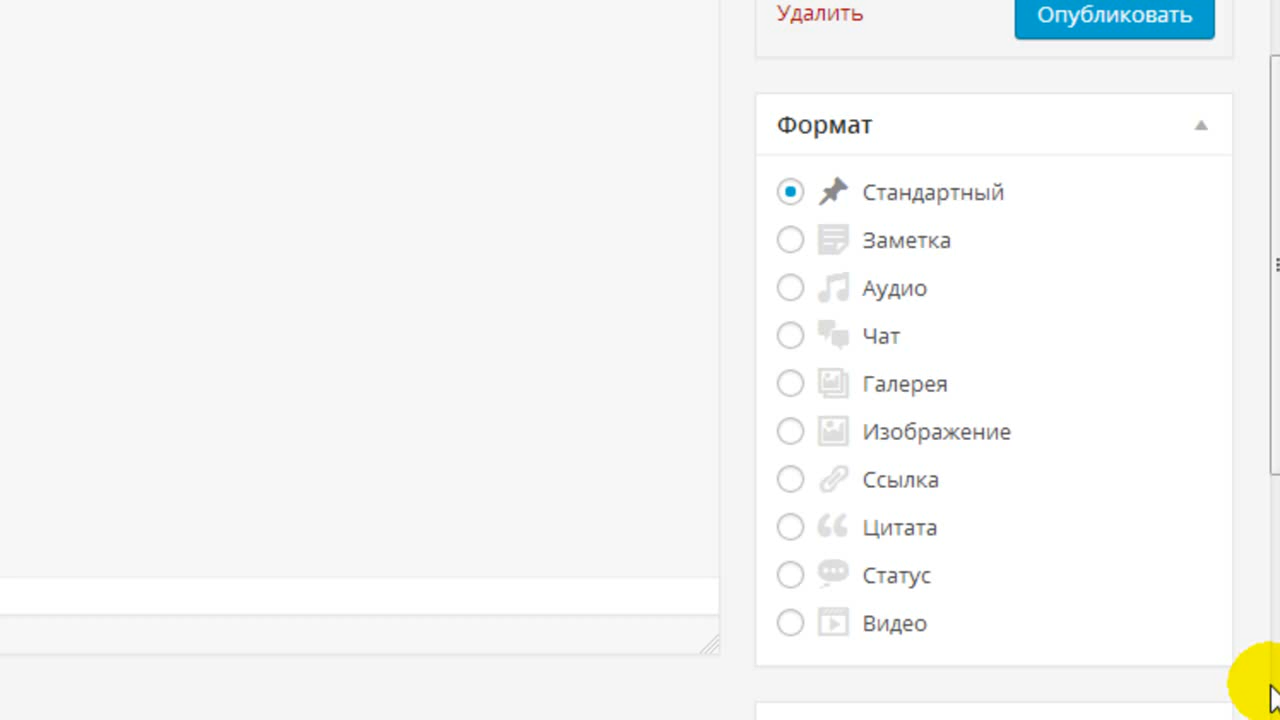 Удалить
Опубликовать
Формат
Стандартный
Заметка
Аудио
Чат
Галерея
Изображение
Ссылка
Цитата
Статус
Видео